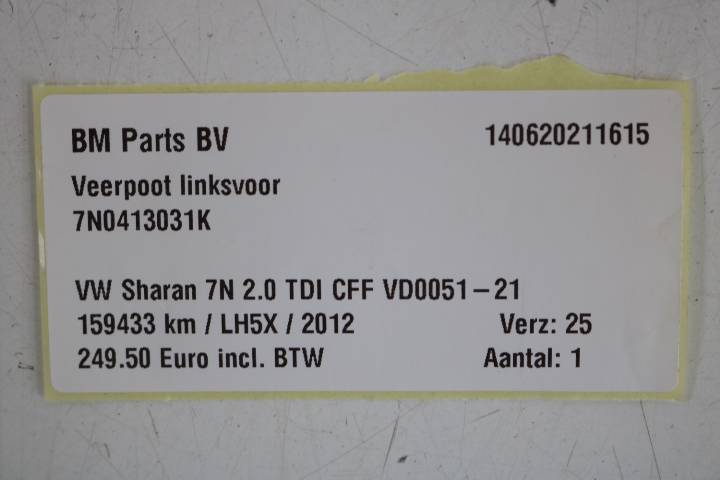 BM Parts BV 140620211615
Veerpoot linksvoor
7N0413031K
VW Sharan 7N 2.0 TDI CFF VD0051-21
159433 km / LH5X / 2012 Verz: 25
249.50 Euro incl. BTW Aantal: 1